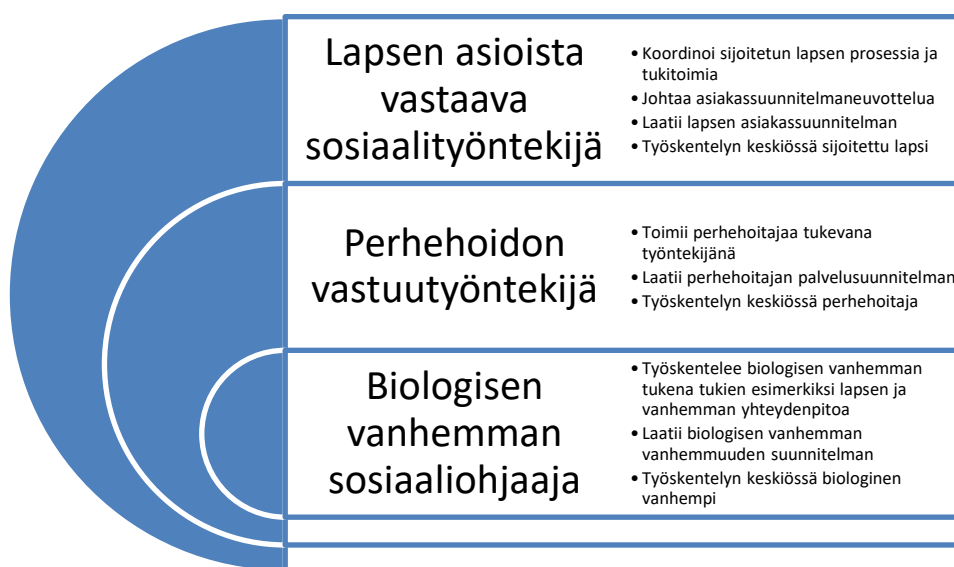 Lapsen asioista
vastaava
sosiaalityöntekijä
• Koordinoi sijoitetun lapsen prosessia ja
tukitoimia
• Johtaa asiakassuunnitelmaneuvottelua
• Laatii lapsen asiakassuunnitelman
• Työskentelyn keskiössä sijoitettu lapsi
Perhehoidon
vastuutyöntekijä
• Toimii perhehoitajaa tukevana
työntekijänä
• Laatii perhehoitajan palvelusuunnitelman
• Työskentelyn keskiössä perhehoitaja
Biologisen
vanhemman
sosiaaliohjaaja
• Työskentelee biologisen vanhemman
tukena tukien esimerkiksi lapsen ja
vanhemman yhteydenpitoa
• Laatii biologisen vanhemman
vanhemmuuden suunnitelman
• Työskentelyn keskiössä biologinen
vanhempi